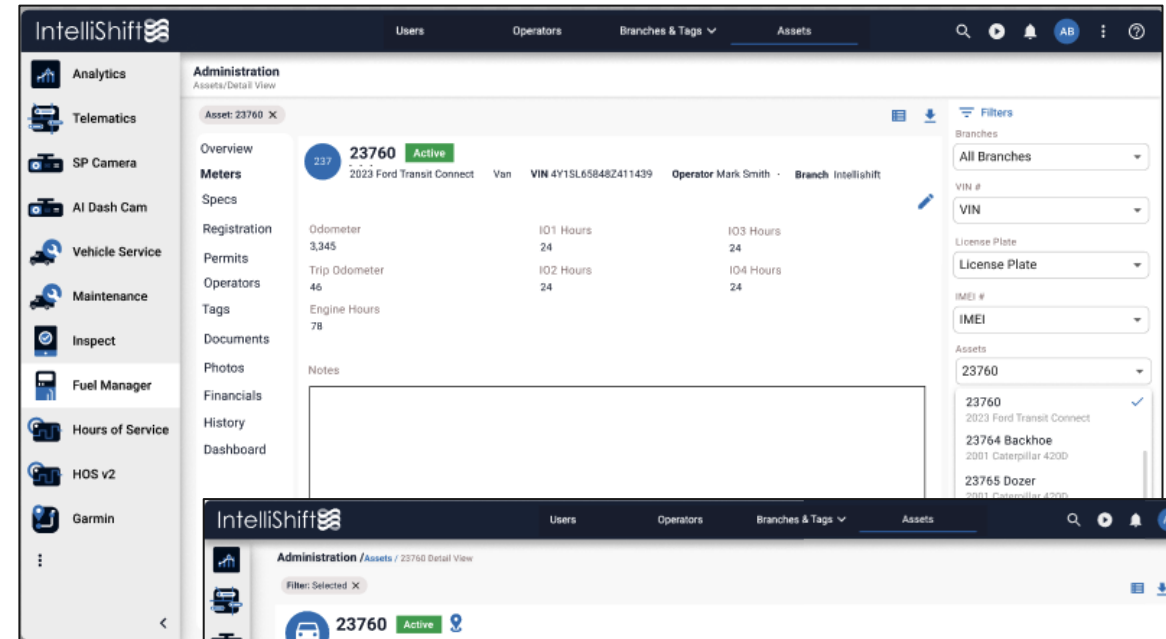 IntelliShift
Users Operators Branches & Tags Assets
AB
Analytics
Telematics
SP Camera
AI Dash Cam
Vehicle Service
Maintenance
Inspect
Fuel Manager
Hours of Service
HOS v2
Garmin
Administration
Assets/Detail View
Asset: 23760 X
Overview
Meters
Specs
Registration
Permits
Operators
Tags
Documents
Photos
Financials
History
Dashboard
237
23760 Active
2023 Ford Transit Connect Van VIN 4Y1SL65848Z411439 Operator Mark Smith · Branch Intellishift
Odometer IO1 Hours IO3 Hours
3,345 24 24
Trip Odometer IO2 Hours IO4 Hours
46 24 24
Engine Hours
78
Notes
Filters
Branches
All Branches
VIN #
VIN
License Plate
License Plate
IMEI #
IMEI
Assets
23760
23760
2023 Ford Transit Connect
23764 Backhoe
2001 Caterpillar 420D
23765 Dozer
2001 Caterpillar 420D
IntelliShift
Users Operators Branches & Tags Assets
Administration /Assets / 23760 Detail View
Filter: Selected X
23760 Active